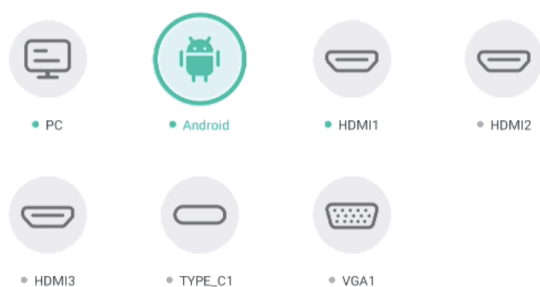 PC
Android
HDMI1
HDMI2
HDMI3
TYPE_C1
VGA1